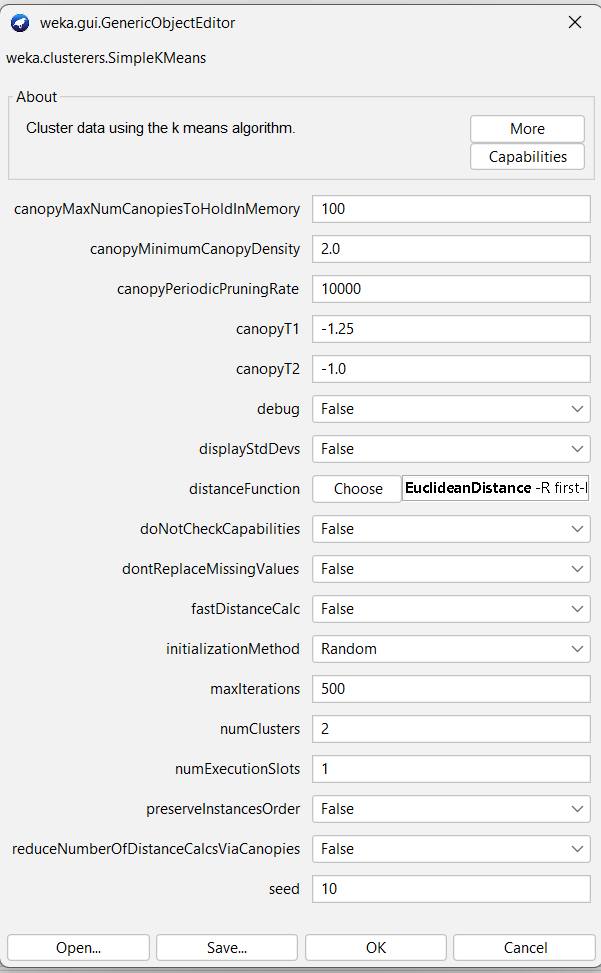 weka.gui.GenericObjectEditor
weka.clusterers.SimpleKMeans
About
Cluster data using the k means algorithm.
More
Capabilities
canopyMaxNumCanopiesToHoldInMemory 100
canopyMinimumCanopyDensity 2.0
canopyPeriodicPruningRate 10000
canopyT1 -1.25
canopyT2 -1.0
debug False
displayStdDevs False
distanceFunction Choose EuclideanDistance -R first-l
doNotCheckCapabilities False
dontReplaceMissingValues False
fastDistanceCalc False
initializationMethod Random
maxIterations 500
numClusters 2
numExecutionSlots 1
preserveInstancesOrder False
reduceNumberOfDistanceCalcsViaCanopies False
seed 10
Open... Save... OK Cancel